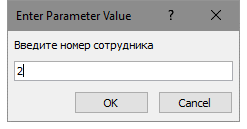 Enter Parameter Value ? ×
Введите номер сотрудника
2
OK Cancel